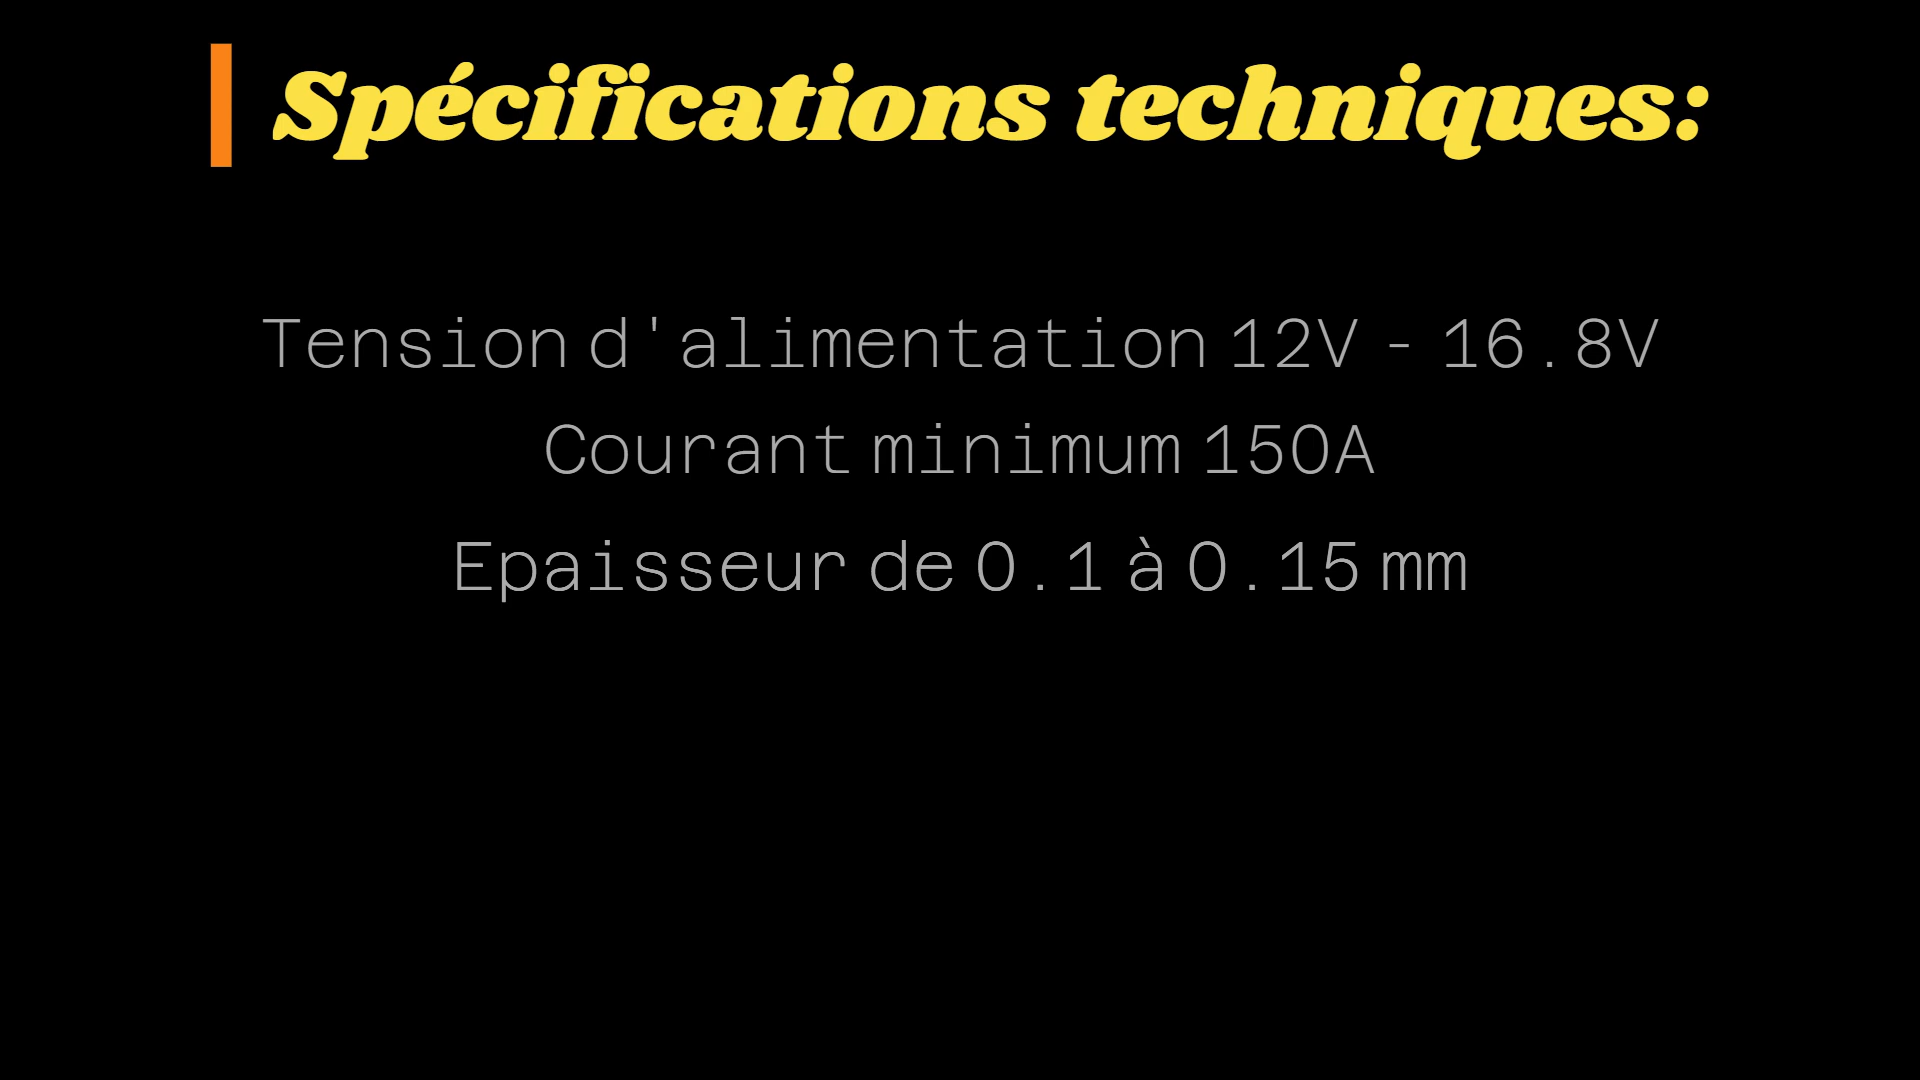 Spécifications techniques:
Tension d'alimentation 12V - 16.8V
Courant minimum 150A
Epaisseur de 0.1 à 0.15 mm